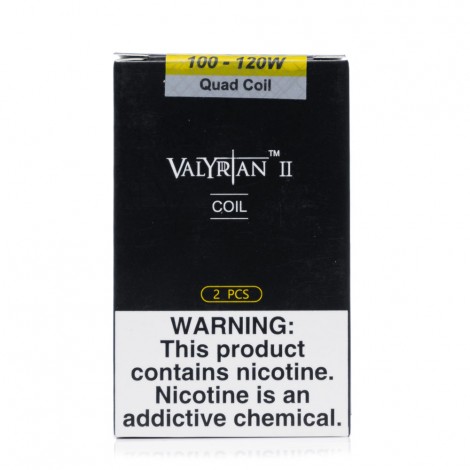 100 - 120W
Quad Coil
VALYRIAN™ II
COIL
2 PCS
WARNING:
This product
contains nicotine.
Nicotine is an
addictive chemical.